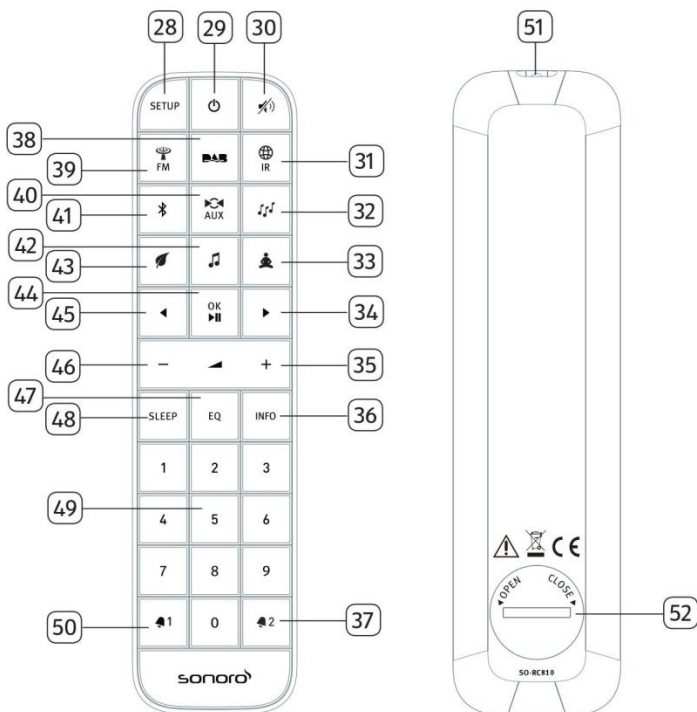 28 29 30 51
SETUP
38
39 FM DAB IR 31
40
41 AUX 32
42
43 33
44
45 OK 34
46 − + 35
47
48 SLEEP EQ INFO 36
1 2 3
49 4 5 6
7 8 9
50 1 0 2 37
sonoro
CE
OPEN CLOSE
52
SO-RC810